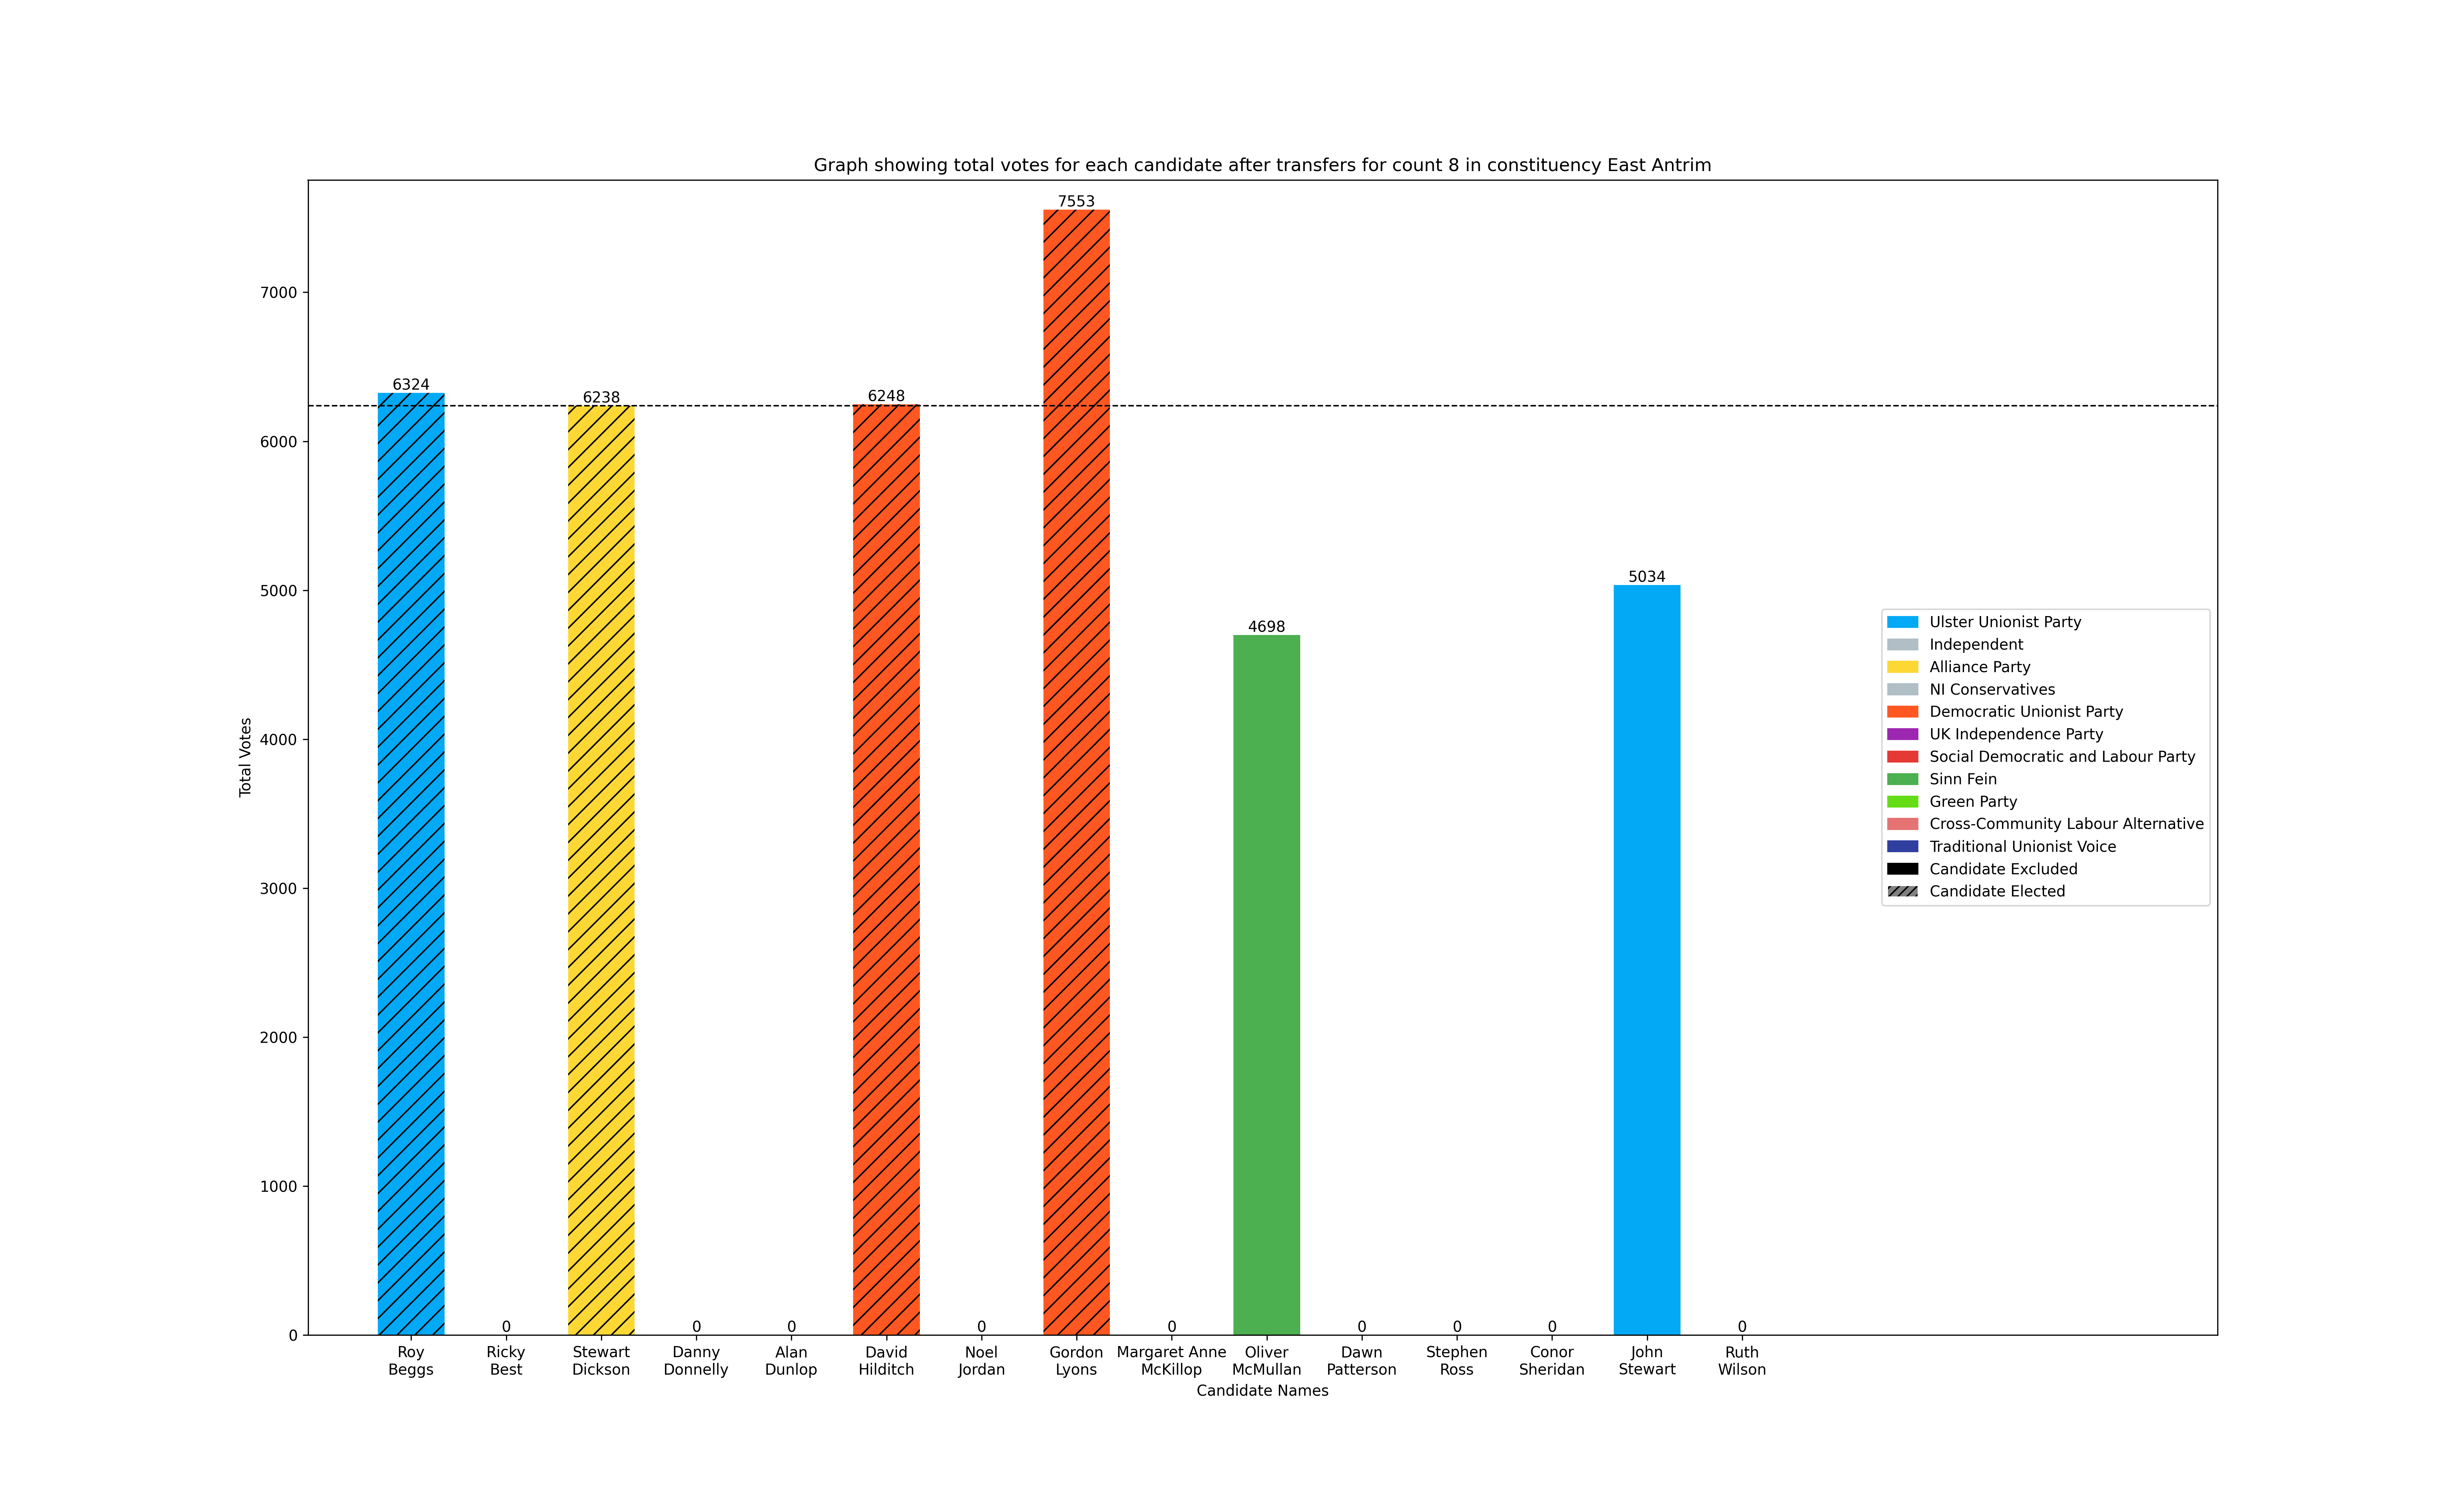 Graph showing total votes for each candidate after transfers for count 8 in constituency East Antrim
Total Votes
7000
6000
5000
4000
3000
2000
1000
0
6324
0
6238
0
0
6248
0
7553
0
4698
0
0
0
5034
0
Roy
Beggs
Ricky
Best
Stewart
Dickson
Danny
Donnelly
Alan
Dunlop
David
Hilditch
Noel
Jordan
Gordon
Lyons
Margaret Anne
McKillop
Oliver
McMullan
Dawn
Patterson
Stephen
Ross
Conor
Sheridan
John
Stewart
Ruth
Wilson
Candidate Names
Ulster Unionist Party
Independent
Alliance Party
NI Conservatives
Democratic Unionist Party
UK Independence Party
Social Democratic and Labour Party
Sinn Fein
Green Party
Cross-Community Labour Alternative
Traditional Unionist Voice
Candidate Excluded
Candidate Elected